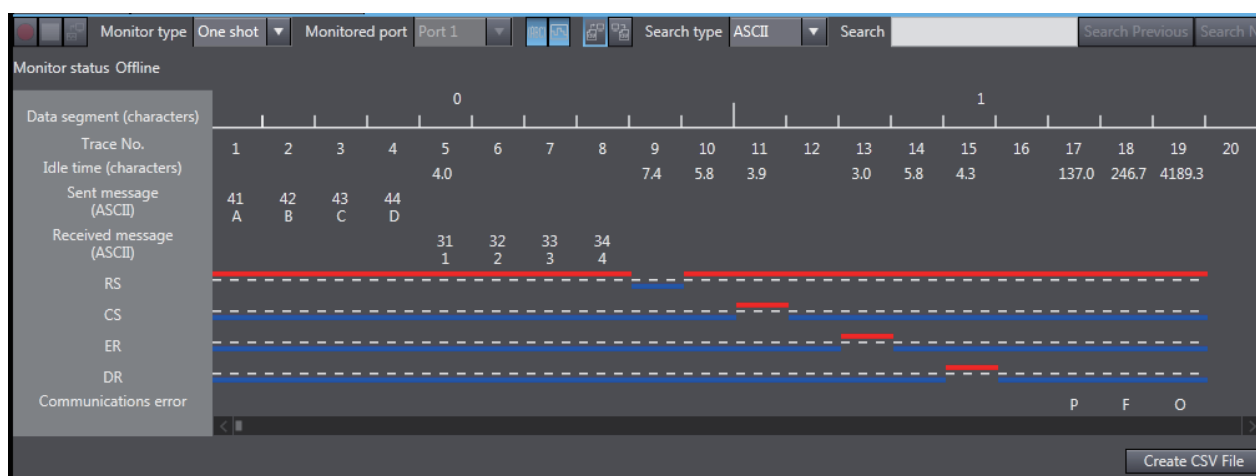 Monitor type One shot Monitored port Port 1 Search type ASCII Search Search Previous Search N
Monitor status Offline
0 1
Data segment (characters)
Trace No. 1 2 3 4 5 6 7 8 9 10 11 12 13 14 15 16 17 18 19 20
Idle time (characters) 4.0 7.4 5.8 3.9 3.0 5.8 4.3 137.0 246.7 4189.3
Sent message 41 42 43 44
(ASCII) A B C D
Received message 31 32 33 34
(ASCII) 1 2 3 4
RS
CS
ER
DR
Communications error P F O
Create CSV File